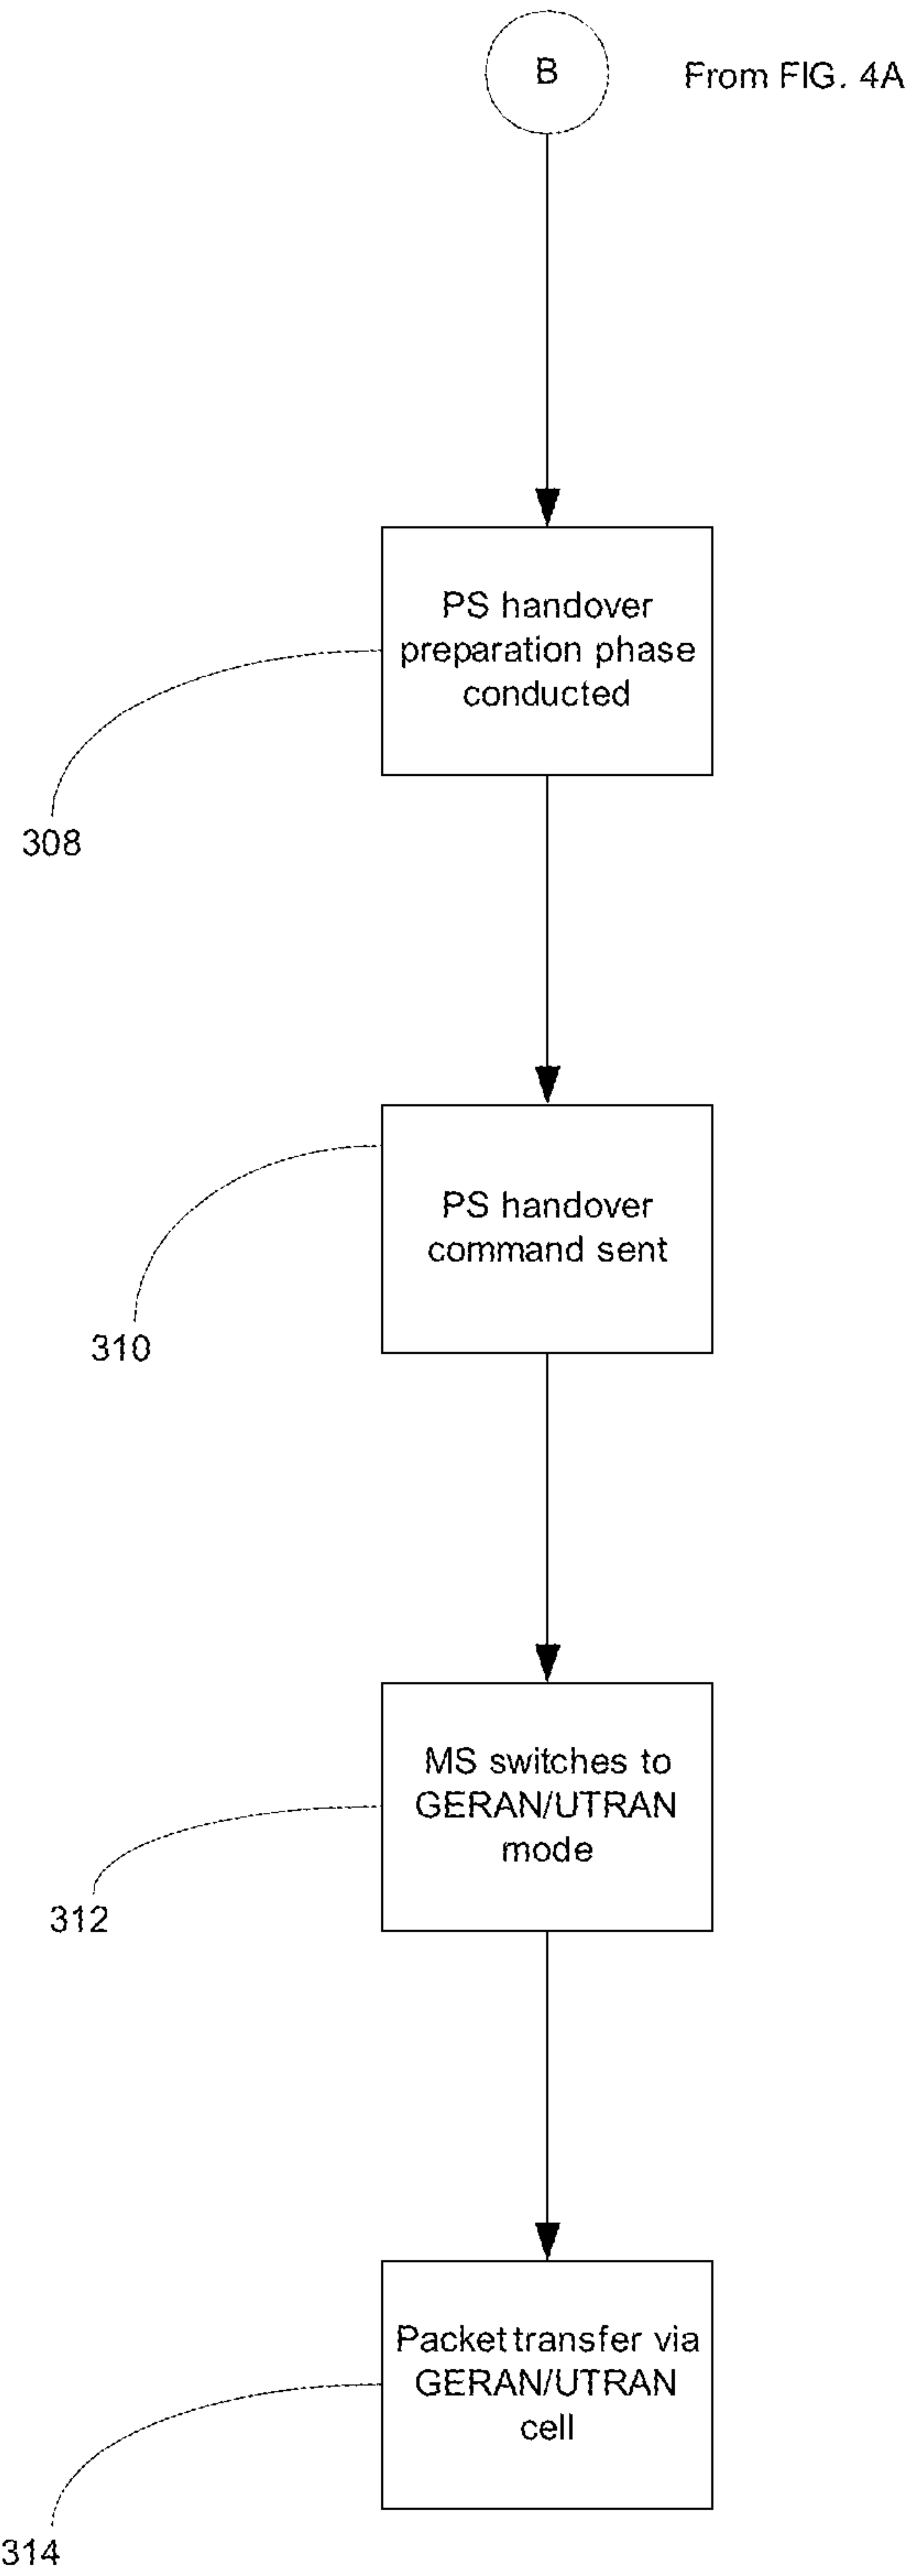 B
From FIG. 4A
PS handover
preparation phase
conducted
308
PS handover
command sent
310
MS switches to
GERAN/UTRAN
mode
312
Packet transfer via
GERAN/UTRAN
cell
314